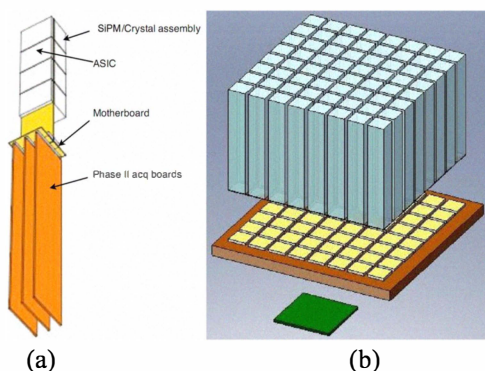 SiPM/Crystal assembly
ASIC
Motherboard
Phase II acq boards
(a)
(b)